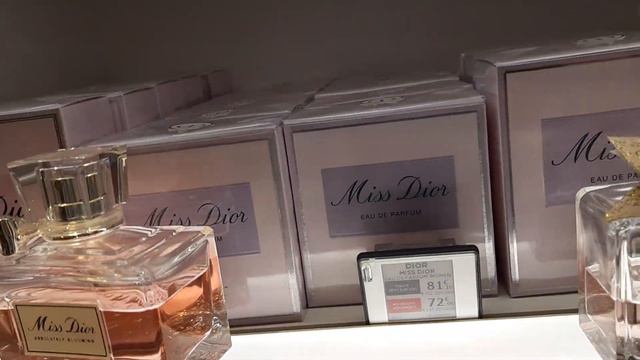 Miss Dior
Miss Dior
EAU DE PARFUM
EAU DE PA
Miss Dior
ABSOLUTELY BLOOMING
DIOR
MISS DIOR
81
72